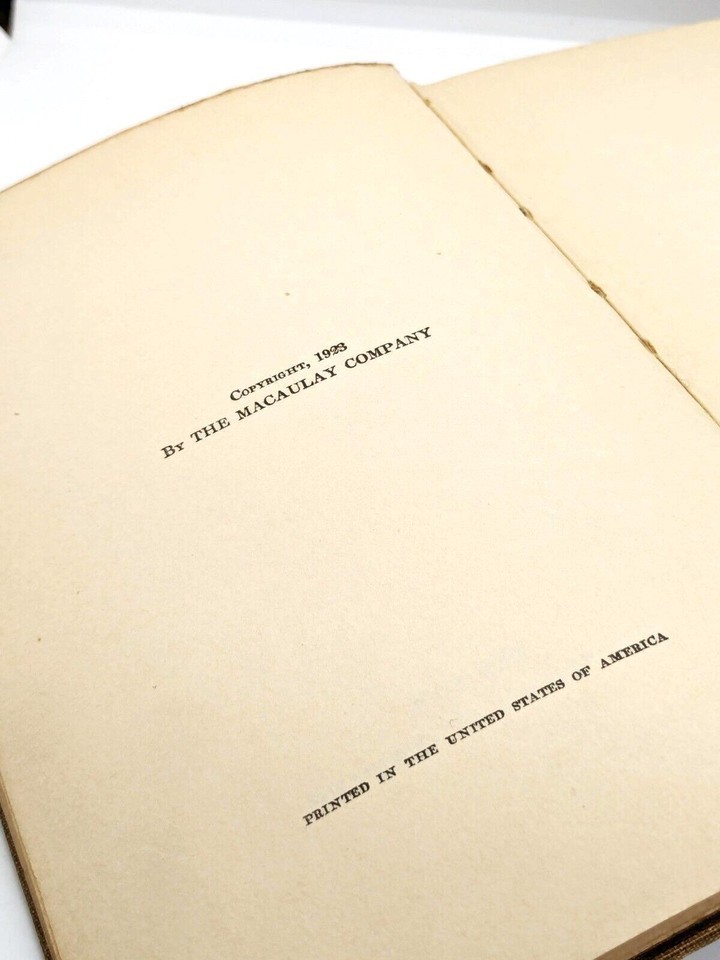 Copyright, 1923
By THE MACAULAY COMPANY
PRINTED IN THE UNITED STATES OF AMERICA